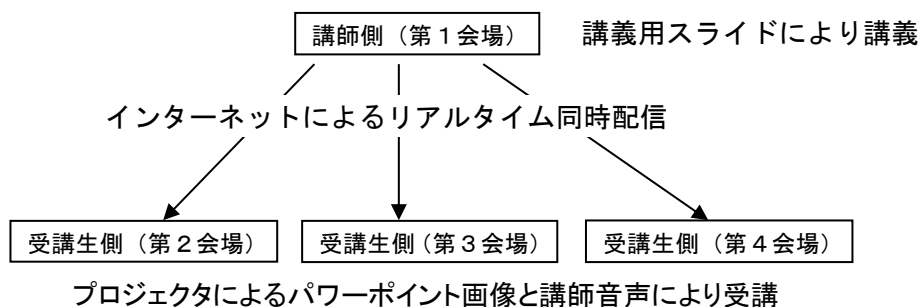 講師側（第１会場） 講義用スライドにより講義
インターネットによるリアルタイム同時配信
受講生側（第２会場） 受講生側（第３会場） 受講生側（第４会場）
プロジェクタによるパワーポイント画像と講師音声により受講